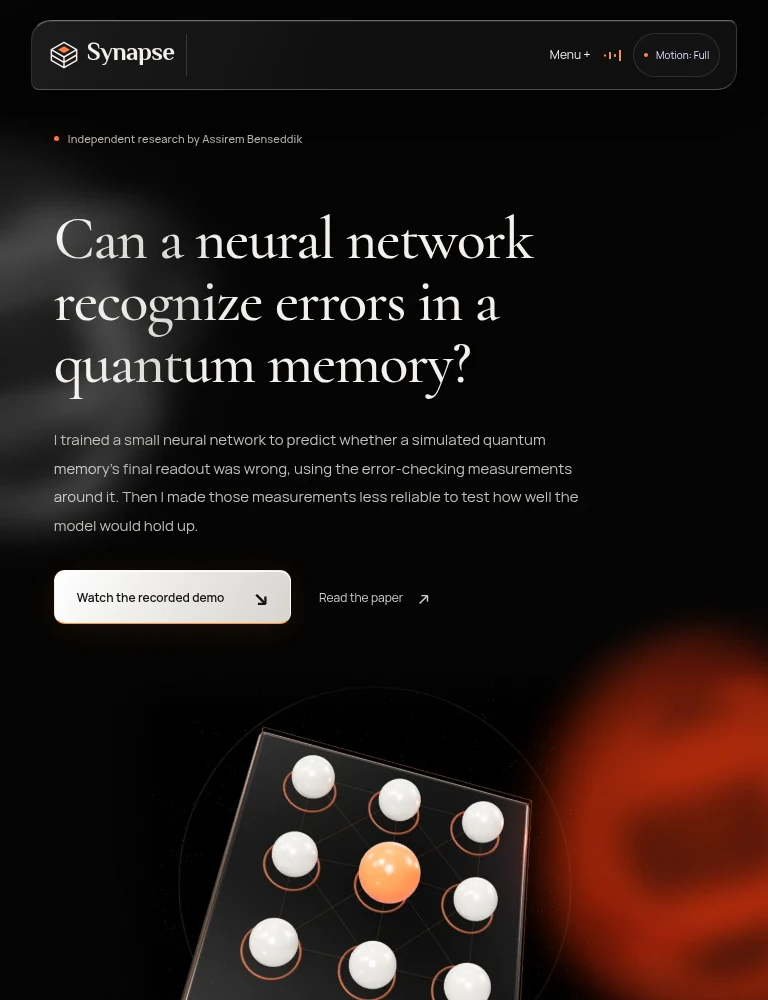 Synapse
Menu +
Motion: Full
Independent research by Assirem Benseddik
Can a neural network
recognize errors in a
quantum memory?
I trained a small neural network to predict whether a simulated quantum
memory's final readout was wrong, using the error-checking measurements
around it. Then I made those measurements less reliable to test how well the
model would hold up.
Watch the recorded demo
Read the paper